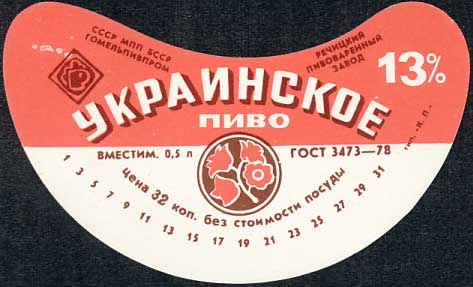 СССР МПП БССР
ГОМЕЛЬПИВПРОМ
РЕЧИЦКИЙ
ПИВОВАРЕННЫЙ
ЗАВОД
13%
УКРАИНСКОЕ
ПИВО
ВМЕСТИМ. 0,5 л
ГОСТ 3473—78
цена 32 коп. без стоимости посуды
1 3 5 7 9 11 13 15 17 19 21 23 25 27 29 31
тип. «К. П.»